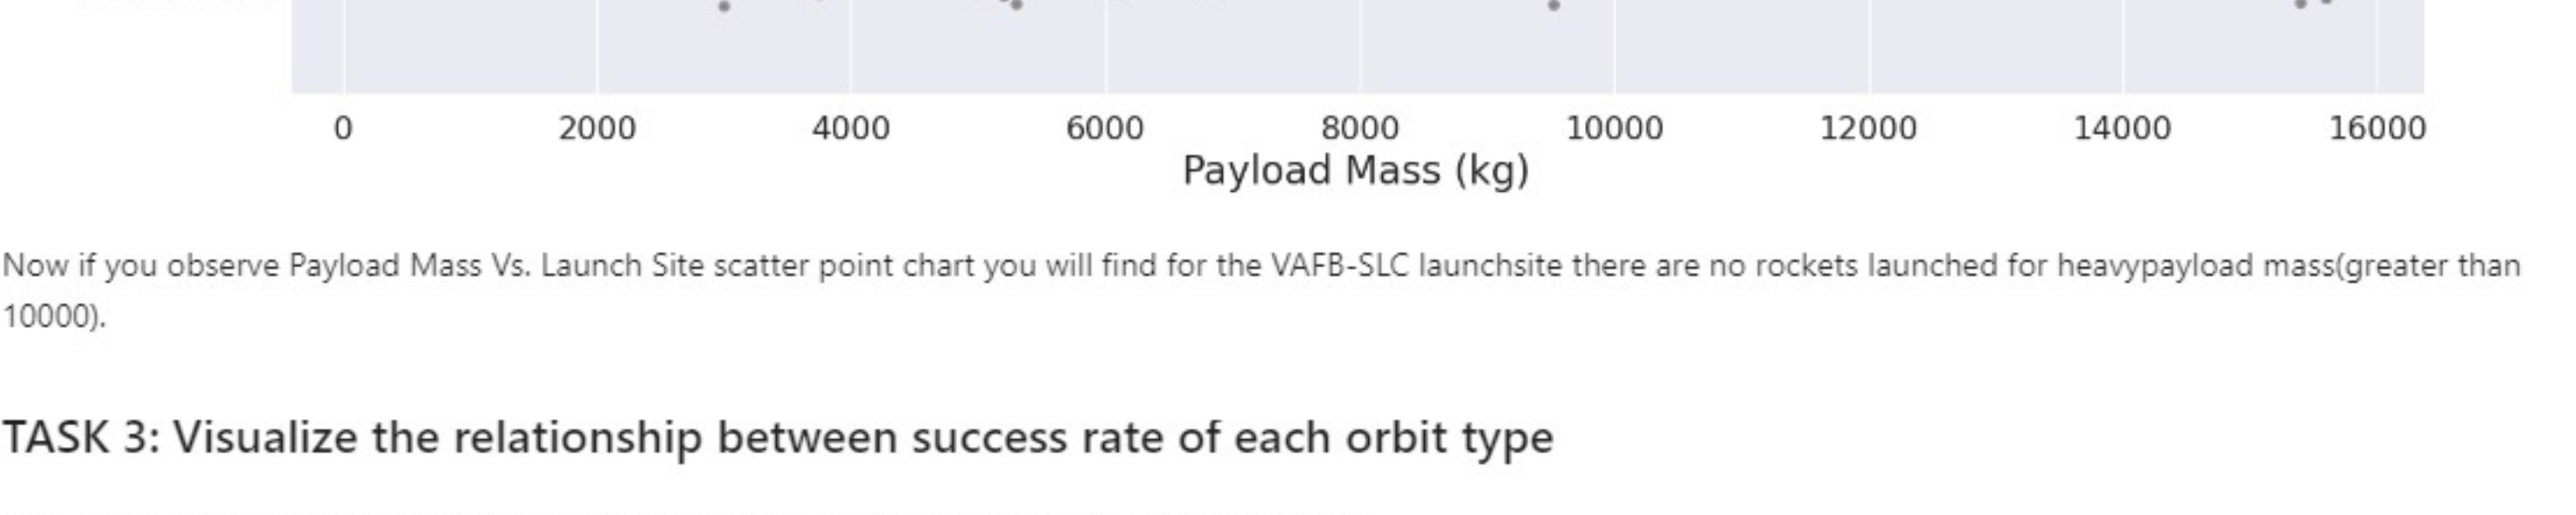 0 2000 4000 6000 8000 10000 12000 14000 16000
Payload Mass (kg)
Now if you observe Payload Mass Vs. Launch Site scatter point chart you will find for the VAFB-SLC launchsite there are no rockets launched for heavypayload mass(greater than
10000).
TASK 3: Visualize the relationship between success rate of each orbit type